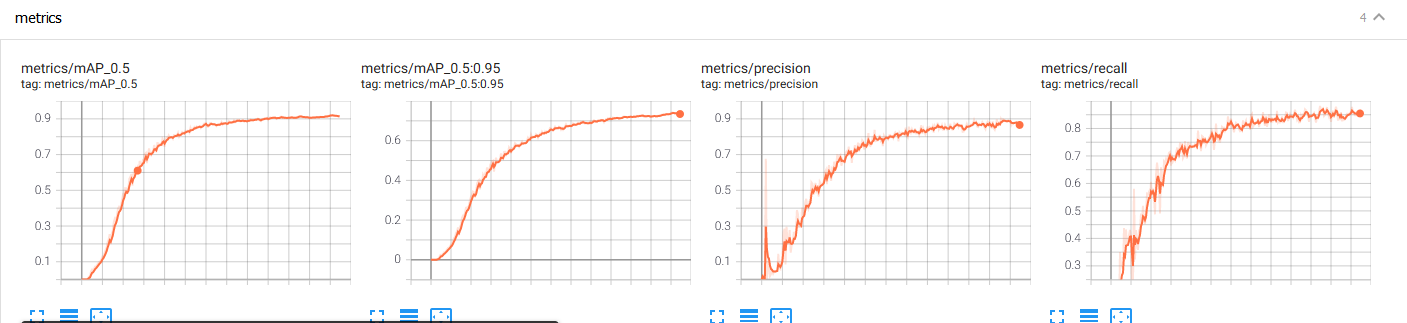 metrics
4
metrics/mAP_0.5
tag: metrics/mAP_0.5
0.9
0.7
0.5
0.3
0.1
metrics/mAP_0.5:0.95
tag: metrics/mAP_0.5:0.95
0.6
0.4
0.2
0
metrics/precision
tag: metrics/precision
0.9
0.7
0.5
0.3
0.1
metrics/recall
tag: metrics/recall
0.8
0.7
0.6
0.5
0.4
0.3